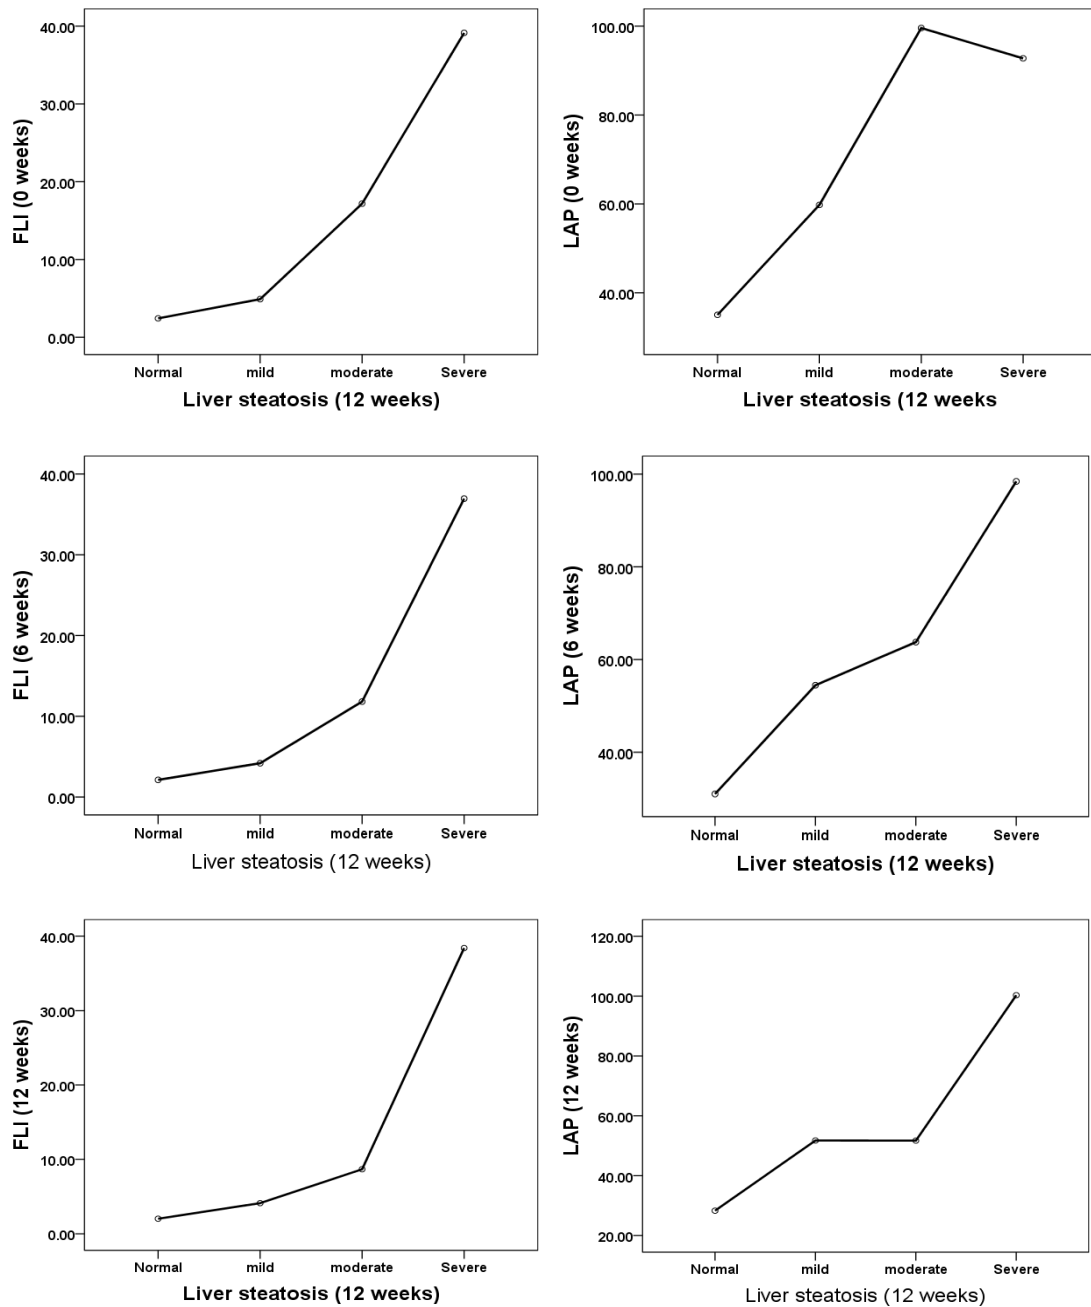 FLI (0 weeks)
40.00
30.00
20.00
10.00
0.00
Normal mild moderate Severe
Liver steatosis (12 weeks)
LAP (0 weeks)
100.00
80.00
60.00
40.00
Normal mild moderate Severe
Liver steatosis (12 weeks
FLI (6 weeks)
40.00
30.00
20.00
10.00
0.00
Normal mild moderate Severe
Liver steatosis (12 weeks)
LAP (6 weeks)
100.00
80.00
60.00
40.00
Normal mild moderate Severe
Liver steatosis (12 weeks)
FLI (12 weeks)
40.00
30.00
20.00
10.00
0.00
Normal mild moderate Severe
Liver steatosis (12 weeks)
LAP (12 weeks)
120.00
100.00
80.00
60.00
40.00
20.00
Normal mild moderate Severe
Liver steatosis (12 weeks)